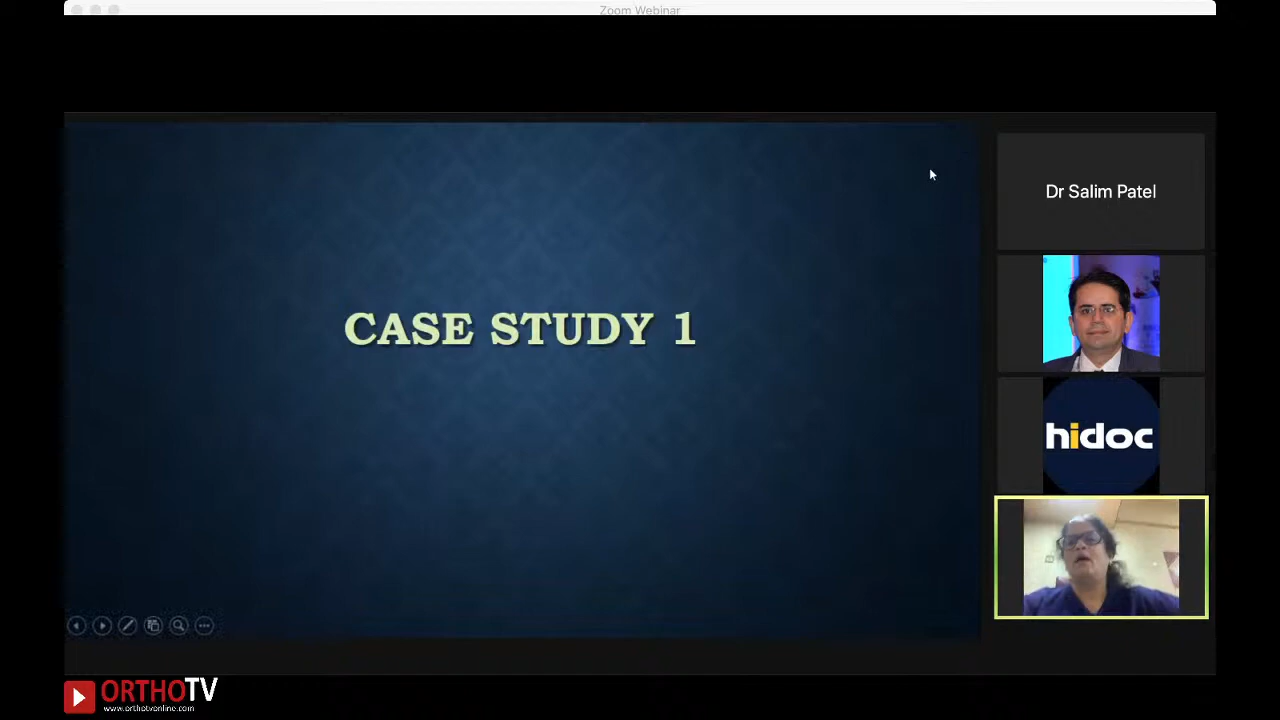 Zoom Webinar
CASE STUDY 1
Dr Salim Patel
hidoc
ORTHOTV
www.orthotvonline.com